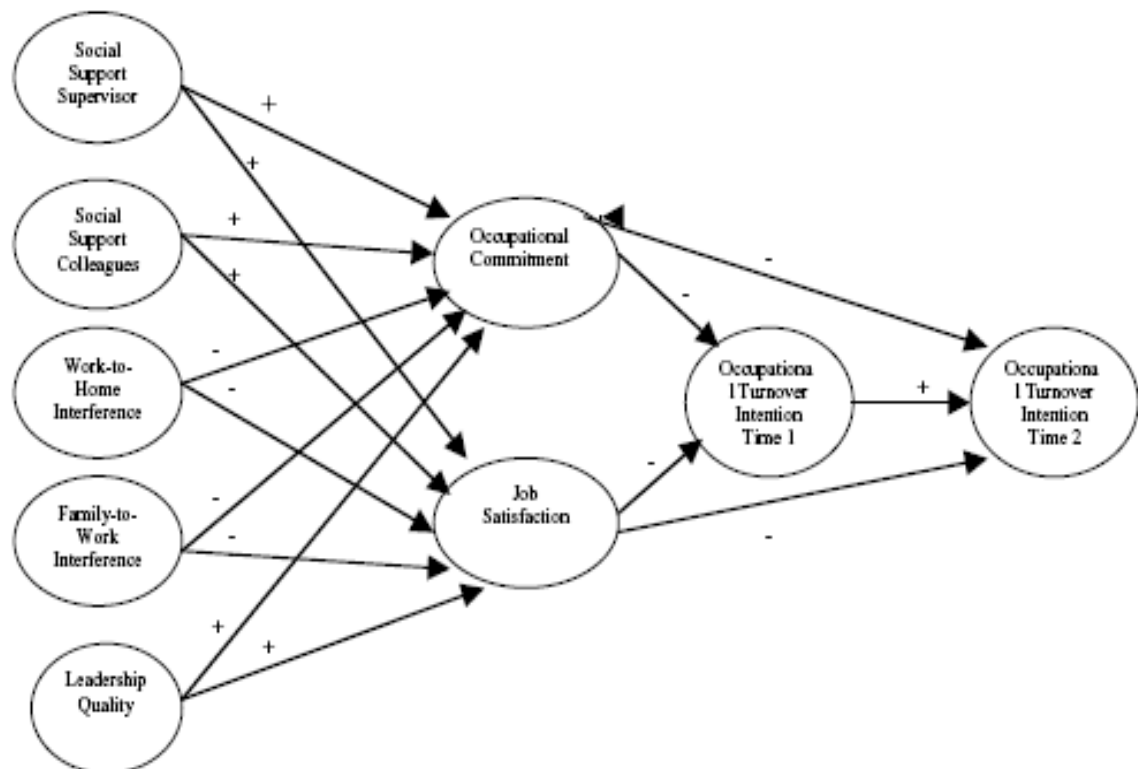 Social
Support
Supervisor
+
+
Social
Support
Colleagues
+
+
Occupational
Commitment
-
-
Work-to-
Home
Interference
-
-
Occupationa
l Turnover
Intention
Time 1
+
Occupationa
l Turnover
Intention
Time 2
Family-to-
Work
Interference
-
-
Job
Satisfaction
-
-
Leadership
Quality
+
+